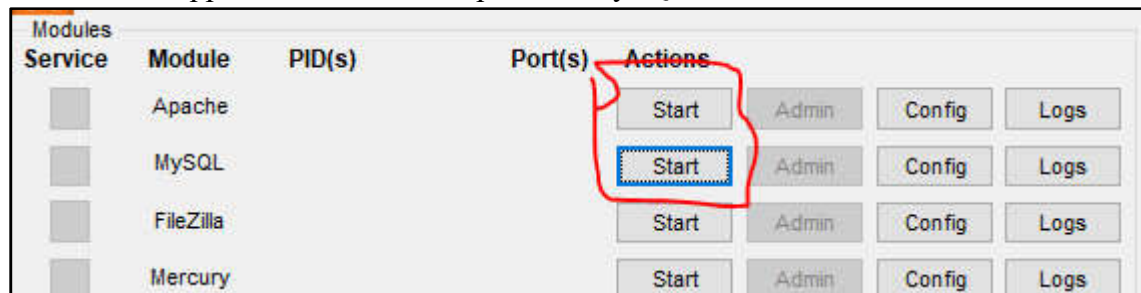 Modules
Service Module PID(s) Port(s) Actions
Apache Start Admin Config Logs
MySQL Start Admin Config Logs
FileZilla Start Admin Config Logs
Mercury Start Admin Config Logs